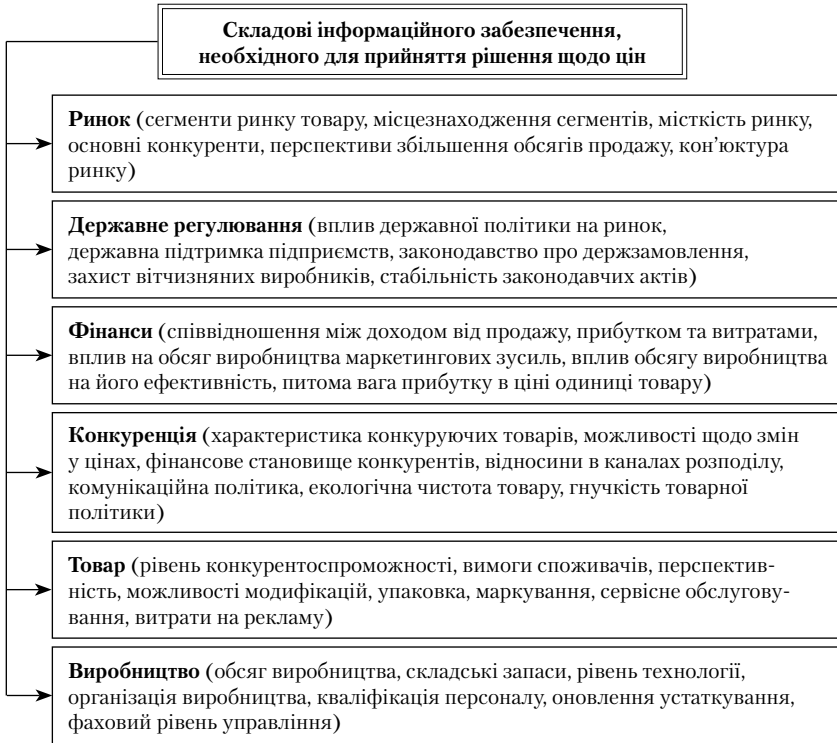 Складові інформаційного забезпечення,
необхідного для прийняття рішення щодо цін
Ринок (сегменти ринку товару, місцезнаходження сегментів, місткість ринку,
основні конкуренти, перспективи збільшення обсягів продажу, кон’юктура
ринку)
Державне регулювання (вплив державної політики на ринок,
державна підтримка підприємств, законодавство про держзамовлення,
захист вітчизняних виробників, стабільність законодавчих актів)
Фінанси (співвідношення між доходом від продажу, прибутком та витратами,
вплив на обсяг виробництва маркетингових зусиль, вплив обсягу виробництва
на його ефективність, питома вага прибутку в ціні одиниці товару)
Конкуренція (характеристика конкуруючих товарів, можливості щодо змін
у цінах, фінансове становище конкурентів, відносини в каналах розподілу,
комунікаційна політика, екологічна чистота товару, гнучкість товарної
політики)
Товар (рівень конкурентоспроможності, вимоги споживачів, перспектив-
ність, можливості модифікацій, упаковка, маркування, сервісне обслугову-
вання, витрати на рекламу)
Виробництво (обсяг виробництва, складські запаси, рівень технології,
організація виробництва, кваліфікація персоналу, оновлення устаткування,
фаховий рівень управління)